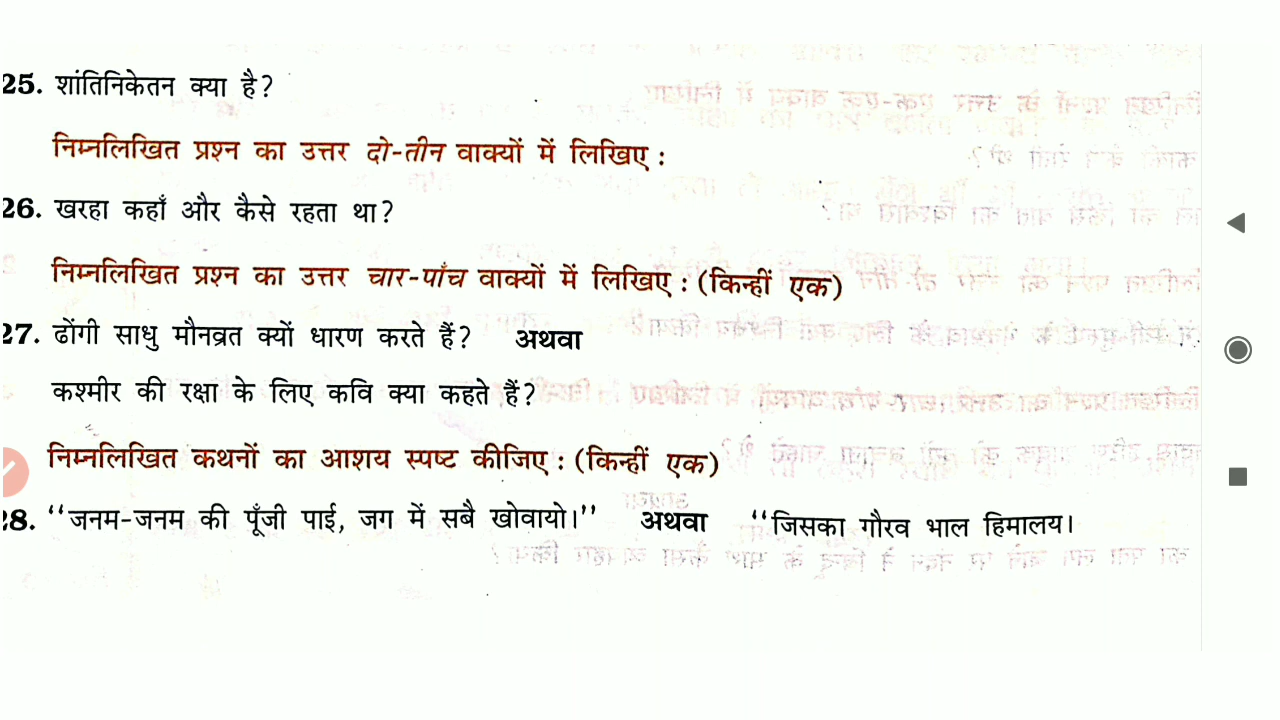 25. शांतिनिकेतन क्या है?
निम्नलिखित प्रश्न का उत्तर दो-तीन वाक्यों में लिखिए :
26. खरहा कहाँ और कैसे रहता था?
निम्नलिखित प्रश्न का उत्तर चार-पाँच वाक्यों में लिखिए : (किन्हीं एक)
27. ढोंगी साधु मौनव्रत क्यों धारण करते हैं? अथवा
कश्मीर की रक्षा के लिए कवि क्या कहते हैं?
निम्नलिखित कथनों का आशय स्पष्ट कीजिए : (किन्हीं एक)
28. ‘‘जनम-जनम की पूँजी पाई, जग में सबै खोवायो।’’ अथवा ‘‘जिसका गौरव भाल हिमालय।